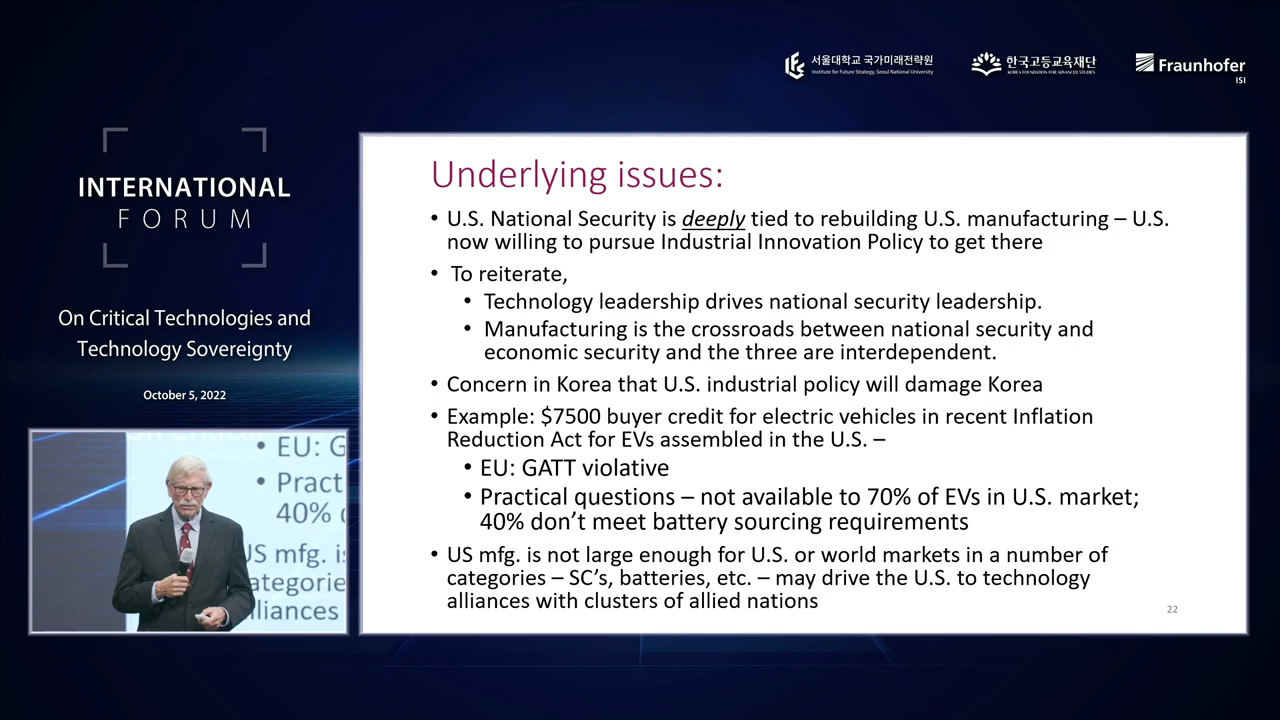 서울대학교 국가미래전략원
Institute for Future Strategy, Seoul National University
한국고등교육재단
KOREA FOUNDATION FOR ADVANCED STUDIES
Fraunhofer
ISI
INTERNATIONAL
FORUM
On Critical Technologies and
Technology Sovereignty
October 5, 2022
• EU: G
• Pract
40%
US mfg. is
ategorie
lliances
Underlying issues:
• U.S. National Security is deeply tied to rebuilding U.S. manufacturing – U.S.
now willing to pursue Industrial Innovation Policy to get there
• To reiterate,
• Technology leadership drives national security leadership.
• Manufacturing is the crossroads between national security and
economic security and the three are interdependent.
• Concern in Korea that U.S. industrial policy will damage Korea
• Example: $7500 buyer credit for electric vehicles in recent Inflation
Reduction Act for EVs assembled in the U.S. –
• EU: GATT violative
• Practical questions – not available to 70% of EVs in U.S. market;
40% don’t meet battery sourcing requirements
• US mfg. is not large enough for U.S. or world markets in a number of
categories – SC’s, batteries, etc. – may drive the U.S. to technology
alliances with clusters of allied nations
22